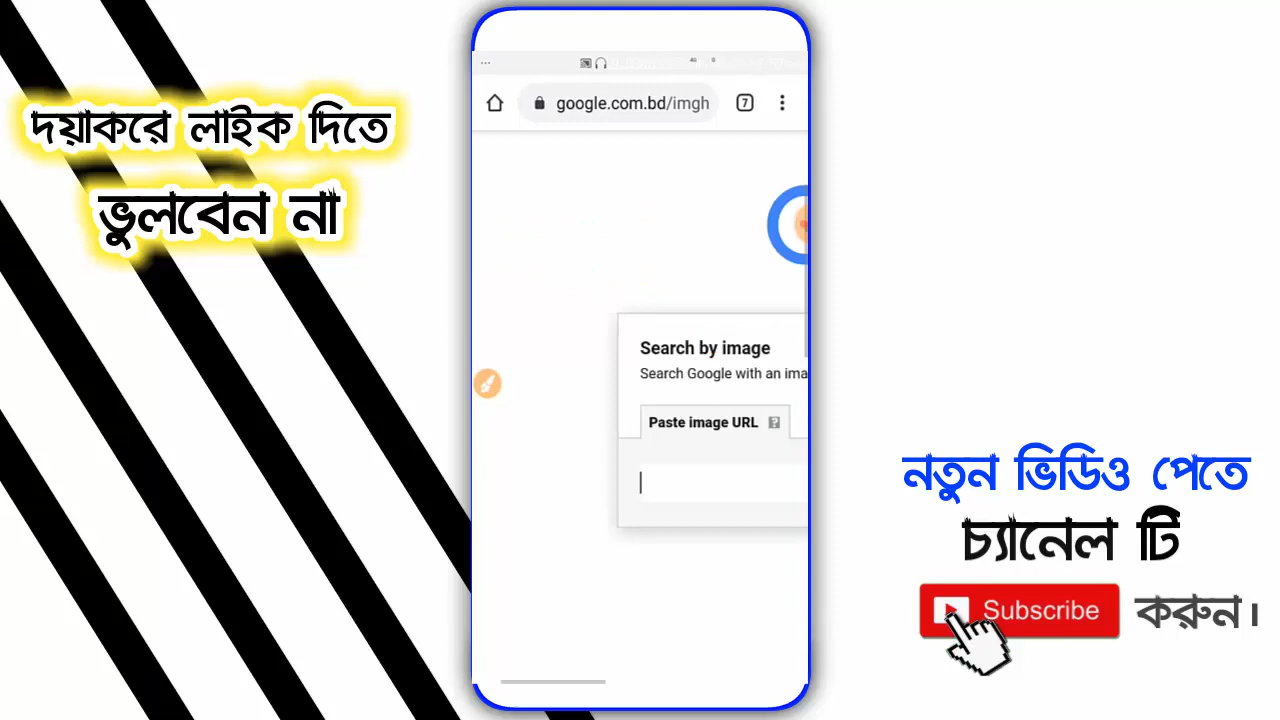 দয়াকরে লাইক দিতে
ভুলবেন না
google.com.bd/imgh
7
Search by image
Search Google with an ima
Paste image URL ?
নতুন ভিডিও পেতে
চ্যানেল টি
Subscribe করুন।